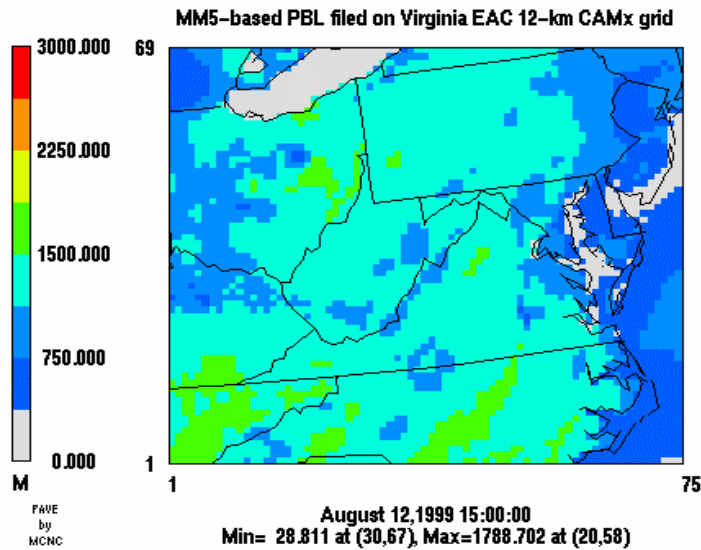 MM5-based PBL filed on Virginia EAC 12-km CAMx grid
3000.000
2250.000
1500.000
750.000
0.000
M
PAVE
by
MCNC
69
1
1
75
August 12,1999 15:00:00
Min= 28.811 at (30,67), Max=1788.702 at (20,58)